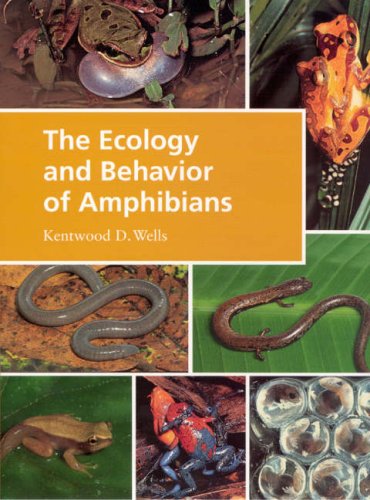 The Ecology
and Behavior
of Amphibians
Kentwood D. Wells